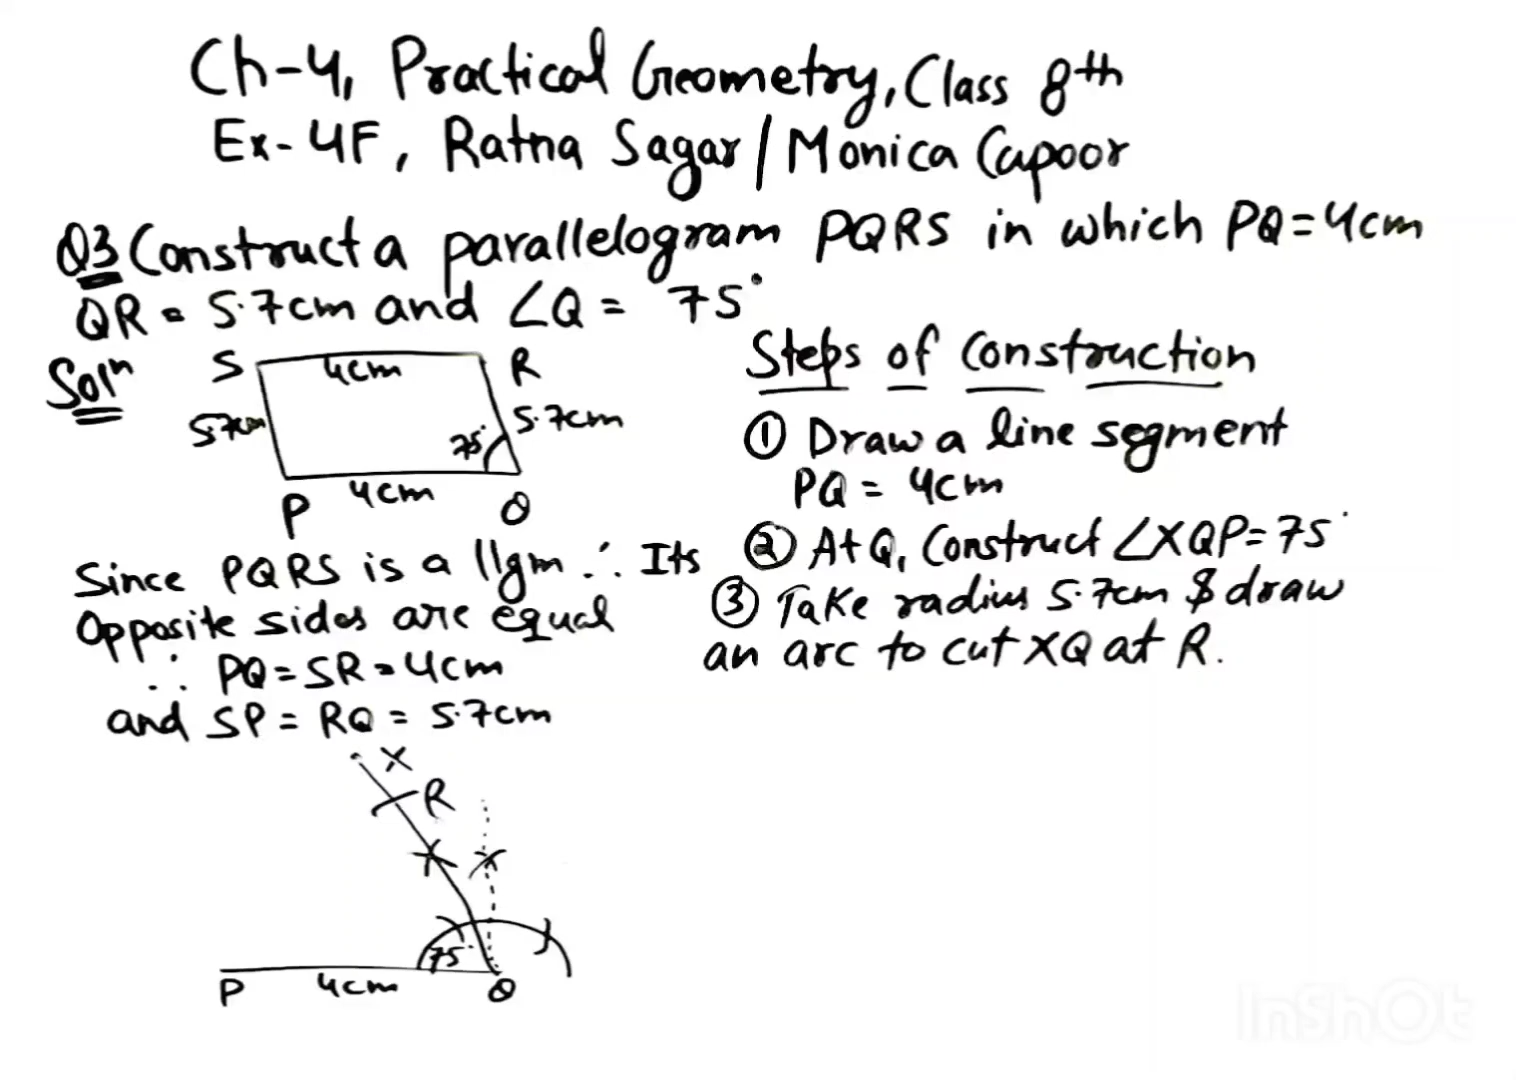 Ch-4, Practical Geometry, Class 8th
Ex-4F, Ratna Sagar / Monica Capoor
Q3 Construct a parallelogram PQRS in which PQ = 4cm
QR = 5.7cm and ∠Q = 75°
Soln
S 4cm R
5.7cm 75° 5.7cm
P 4cm Q
Since PQRS is a llgm ∴ Its
Opposite sides are equal
∴ PQ = SR = 4cm
and SP = RQ = 5.7cm
X
R
75°
P 4cm Q
Steps of Construction
① Draw a line segment
PQ = 4cm
② At Q, Construct ∠XQP = 75°
③ Take radius 5.7cm & draw
an arc to cut XQ at R.
InShOt